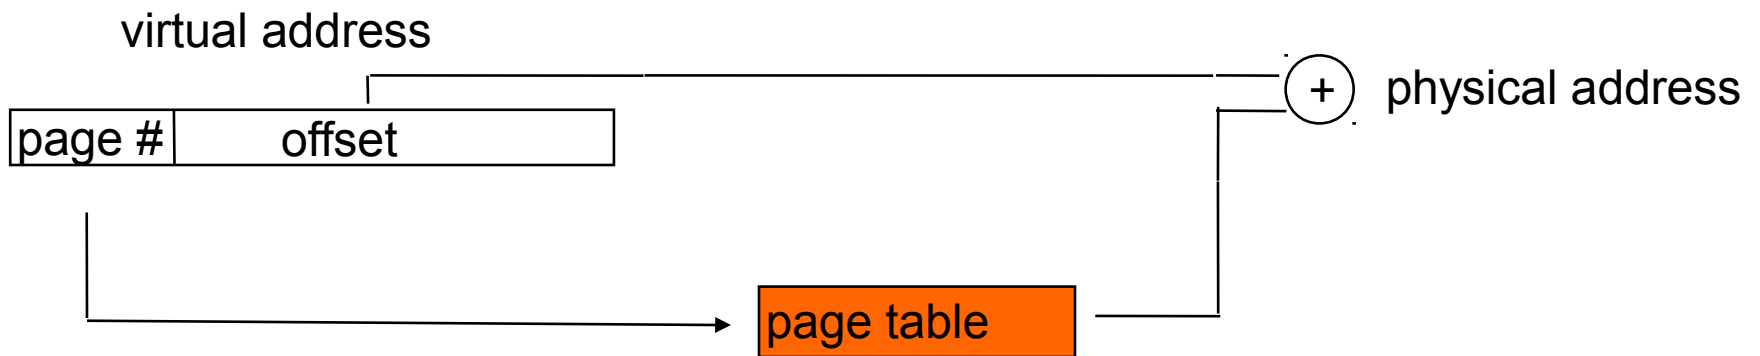 virtual address
+ physical address
page # offset
page table